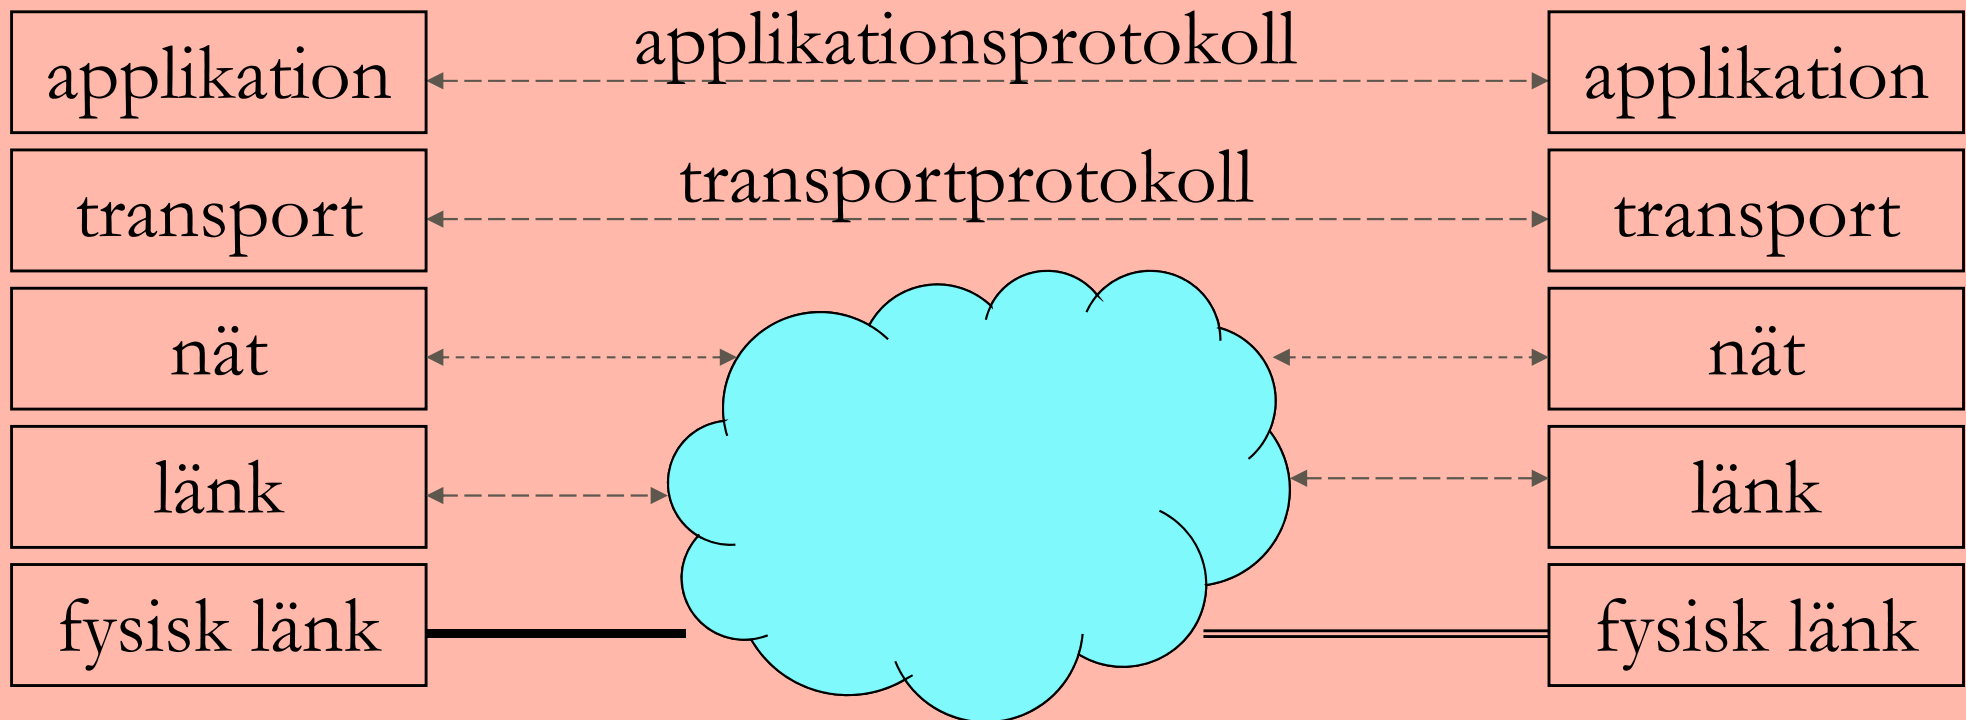 applikation
applikationsprotokoll
applikation
transport
transportprotokoll
transport
nät
nät
länk
länk
fysisk länk
fysisk länk